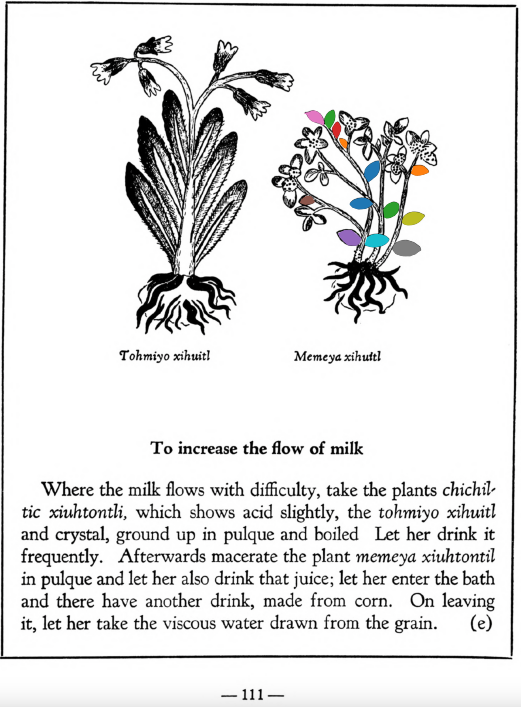 Tohmiyo xihuitl
Memeya xihuitl
To increase the flow of milk
Where the milk flows with difficulty, take the plants chichil-
tic xiuhtontli, which shows acid slightly, the tohmiyo xihuitl
and crystal, ground up in pulque and boiled Let her drink it
frequently. Afterwards macerate the plant memeya xiuhtontil
in pulque and let her also drink that juice; let her enter the bath
and there have another drink, made from corn. On leaving
it, let her take the viscous water drawn from the grain. (e)
— 111 —